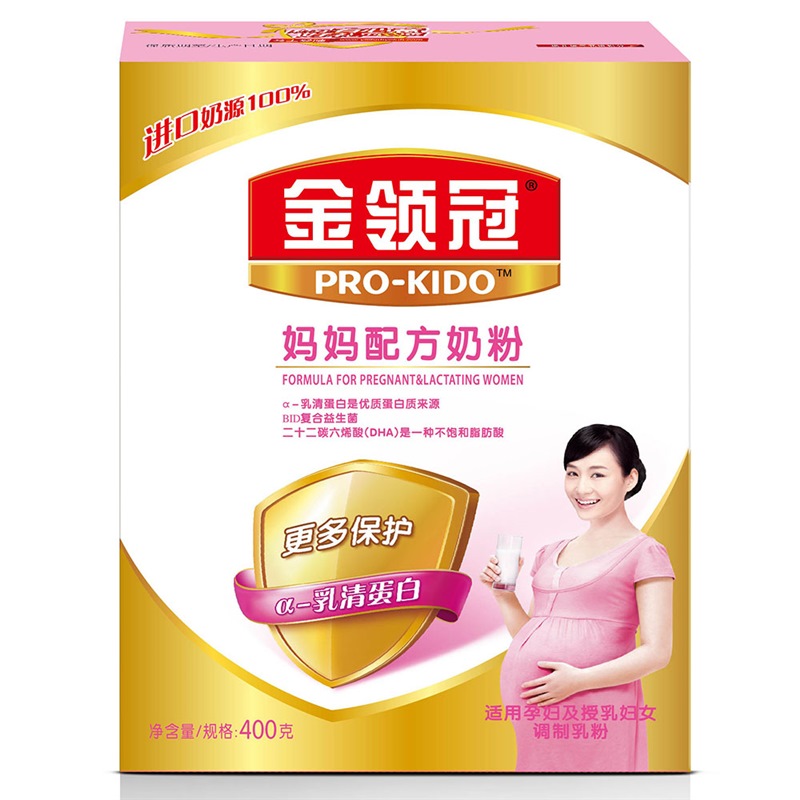 进口奶源100%
金领冠®
PRO-KIDO™
妈妈配方奶粉
FORMULA FOR PREGNANT&LACTATING WOMEN
α-乳清蛋白是优质蛋白质来源
BID复合益生菌
二十二碳六烯酸(DHA)是一种不饱和脂肪酸
更多保护
α-乳清蛋白
净含量/规格:400克
适用孕妇及授乳妇女
调制乳粉